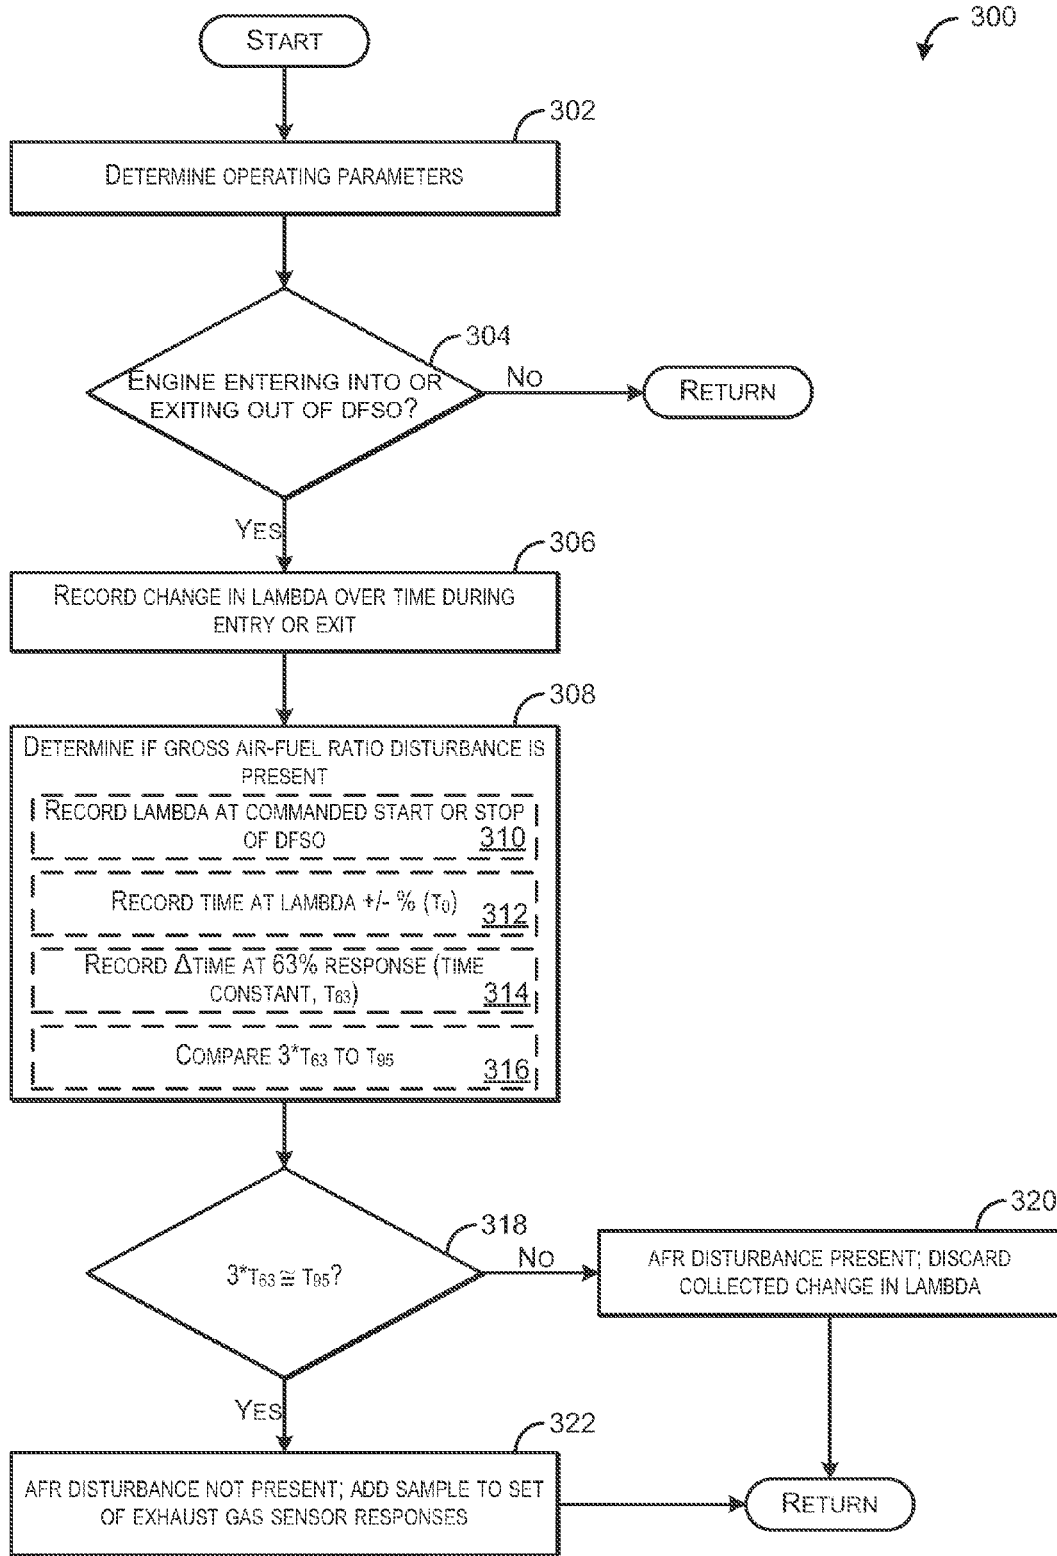 300
START
302
DETERMINE OPERATING PARAMETERS
304
ENGINE ENTERING INTO OR
EXITING OUT OF DFSO?
NO
RETURN
YES
306
RECORD CHANGE IN LAMBDA OVER TIME DURING
ENTRY OR EXIT
308
DETERMINE IF GROSS AIR-FUEL RATIO DISTURBANCE IS
PRESENT
RECORD LAMBDA AT COMMANDED START OR STOP
OF DFSO 310
RECORD TIME AT LAMBDA +/- % (T₀) 312
RECORD ΔTIME AT 63% RESPONSE (TIME
CONSTANT, T₆₃) 314
COMPARE 3*T₆₃ TO T₉₅ 316
318
3*T₆₃ ≅ T₉₅?
NO
320
AFR DISTURBANCE PRESENT; DISCARD
COLLECTED CHANGE IN LAMBDA
YES
322
AFR DISTURBANCE NOT PRESENT; ADD SAMPLE TO SET
OF EXHAUST GAS SENSOR RESPONSES
RETURN